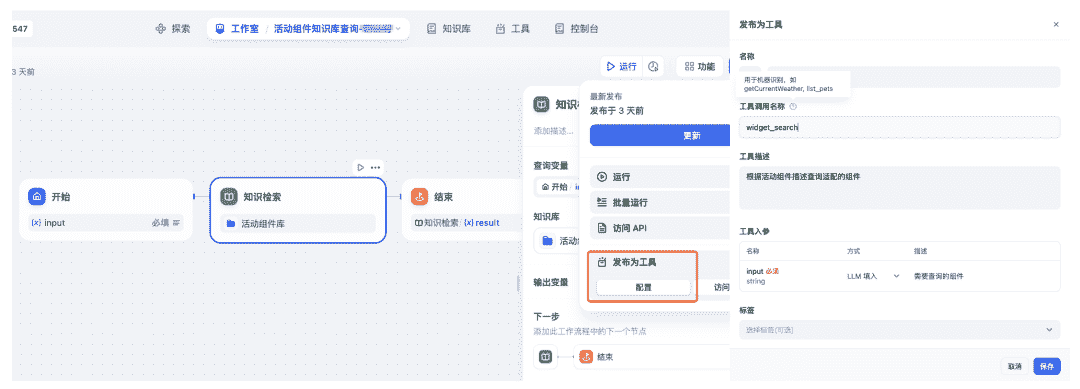 647
探索
工作室 / 活动组件知识库查询
知识库
工具
控制台
3 天前
运行
功能
开始
{x} input 必填
知识检索
活动组件库
结束
知识检索 {x} result
知识
添加描述...
查询变量
开始
知识库
活动
输出变量
下一步
添加此工作流程中的下一个节点
结束
最新发布
发布于 3 天前
更新
运行
批量运行
访问 API
发布为工具
配置
访问
发布为工具
名称
用于机器识别，如
getCurrentWeather, list_pets
工具调用名称
widget_search
工具描述
根据活动组件描述查询适配的组件
工具入参
名称 方式 描述
input 必须
string
LLM 填入
需要查询的组件
标签
选择标签(可选)
取消
保存